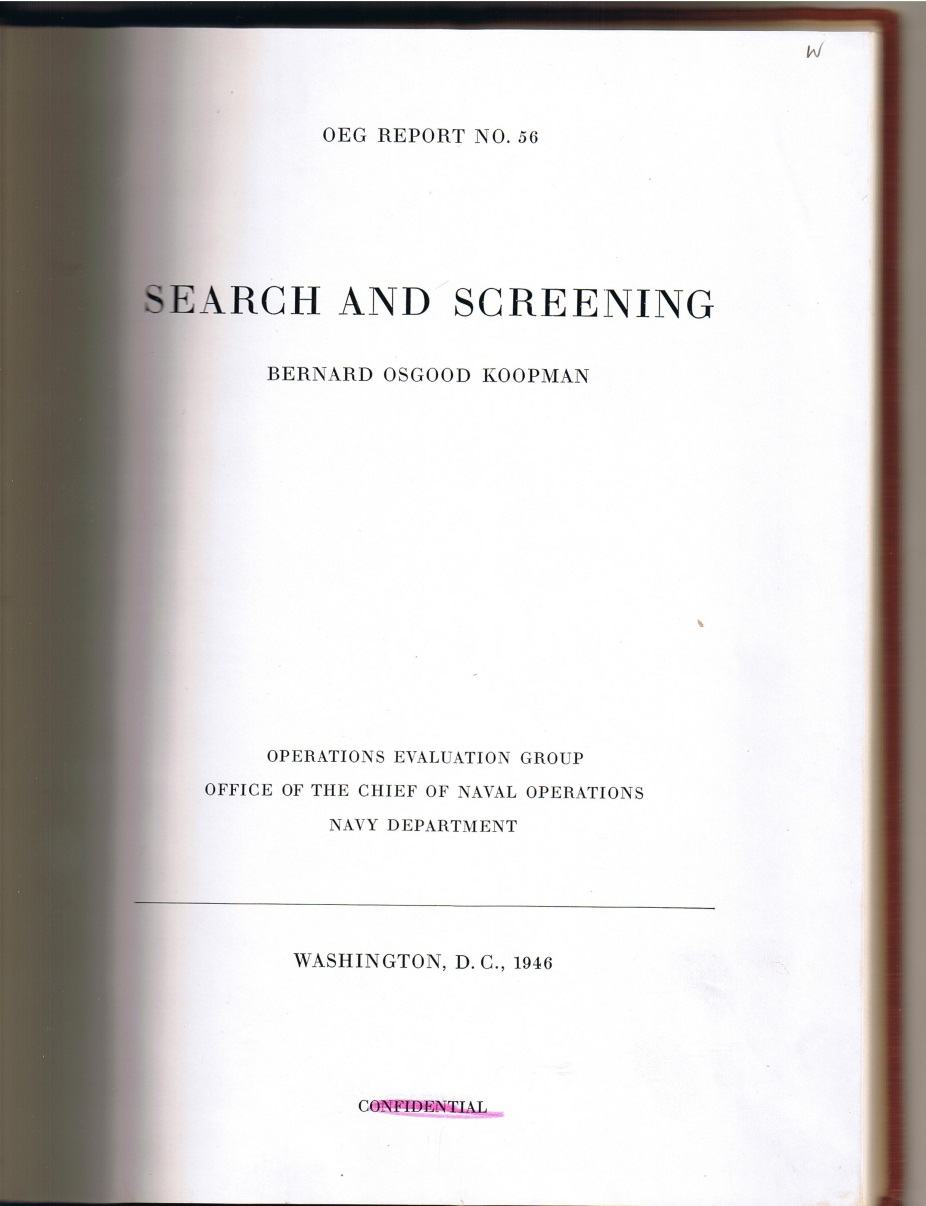 W
OEG REPORT NO. 56
SEARCH AND SCREENING
BERNARD OSGOOD KOOPMAN
OPERATIONS EVALUATION GROUP
OFFICE OF THE CHIEF OF NAVAL OPERATIONS
NAVY DEPARTMENT
WASHINGTON, D. C., 1946
CONFIDENTIAL